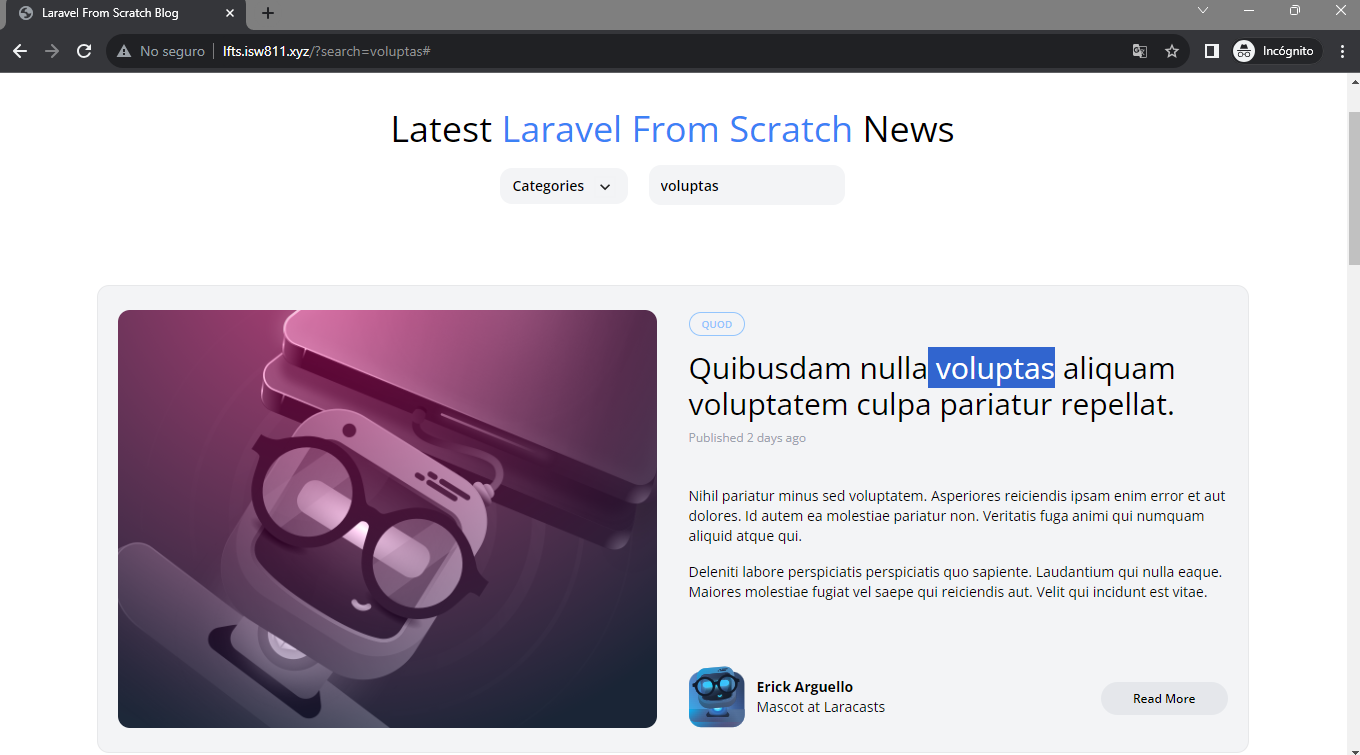 Laravel From Scratch Blog
No seguro
lfts.isw811.xyz/?search=voluptas#
Incógnito
Latest Laravel From Scratch News
Categories
voluptas
QUOD
Quibusdam nulla voluptas aliquam
voluptatem culpa pariatur repellat.
Published 2 days ago
Nihil pariatur minus sed voluptatem. Asperiores reiciendis ipsam enim error et aut
dolores. Id autem ea molestiae pariatur non. Veritatis fuga animi qui numquam
aliquid atque qui.
Deleniti labore perspiciatis perspiciatis quo sapiente. Laudantium qui nulla eaque.
Maiores molestiae fugiat vel saepe qui reiciendis aut. Velit qui incidunt est vitae.
Erick Arguello
Mascot at Laracasts
Read More